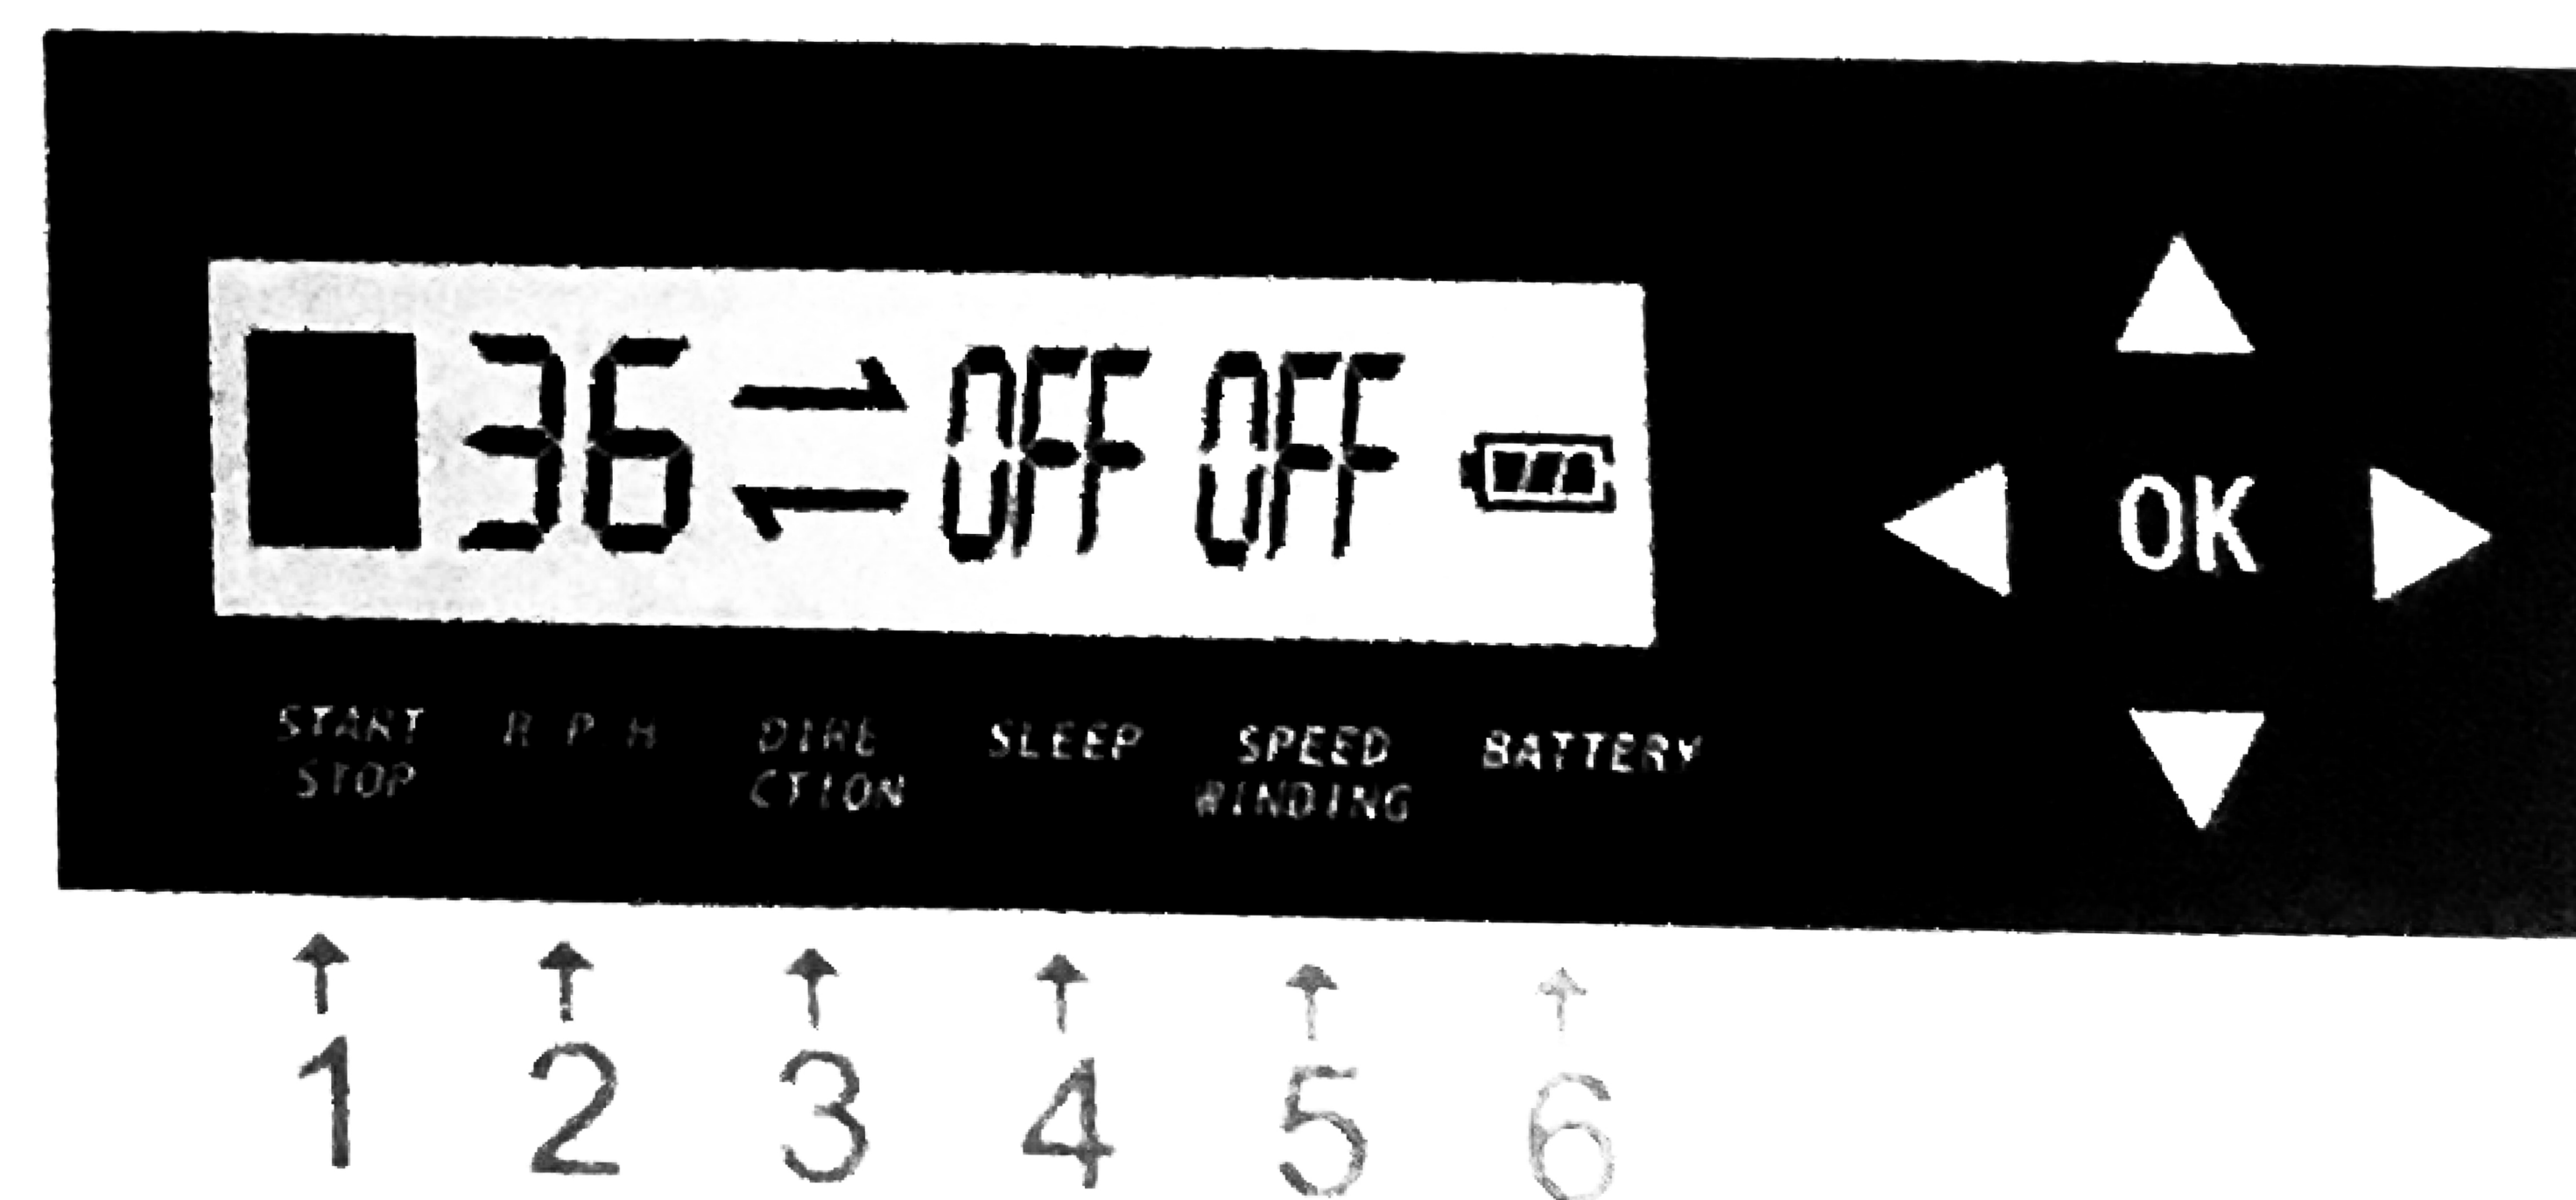 36 OFF OFF
OK
START R P H DIRE SLEEP SPEED BATTERY
STOP CTION WINDING
1 2 3 4 5 6